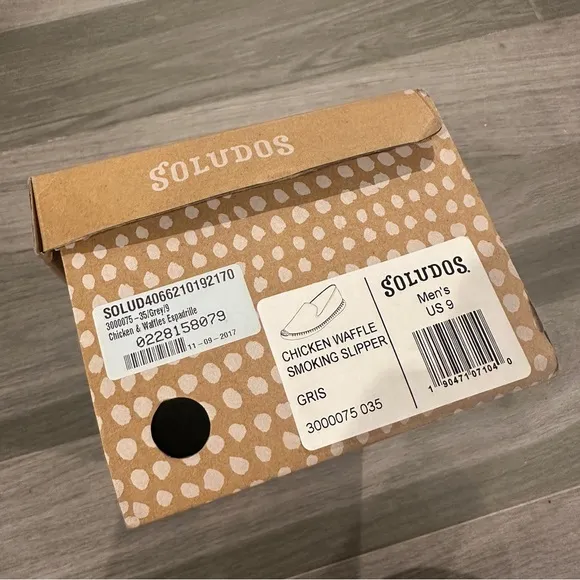 SOLUDOS
SOLUD4066210192170
3000075-35/Grey/9
Chicken & Waffles Espadrille
0228158079
11-09-2017
CHICKEN WAFFLE
SMOKING SLIPPER
GRIS
3000075 035
SOLUDOS.
Men's
US 9
1 90471 07104 0